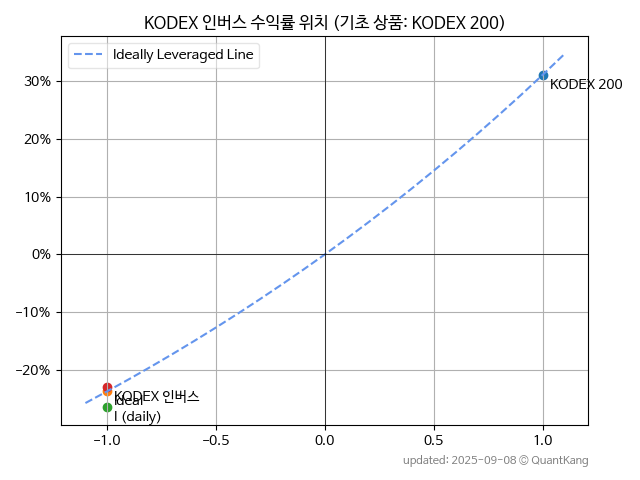 KODEX 인버스 수익률 위치 (기초 상품: KODEX 200)
Ideally Leveraged Line
30%
20%
10%
0%
−10%
−20%
KODEX 200
KODEX 인버스
Ideal
I (daily)
−1.0
−0.5
0.0
0.5
1.0
updated: 2025-09-08 © QuantKang